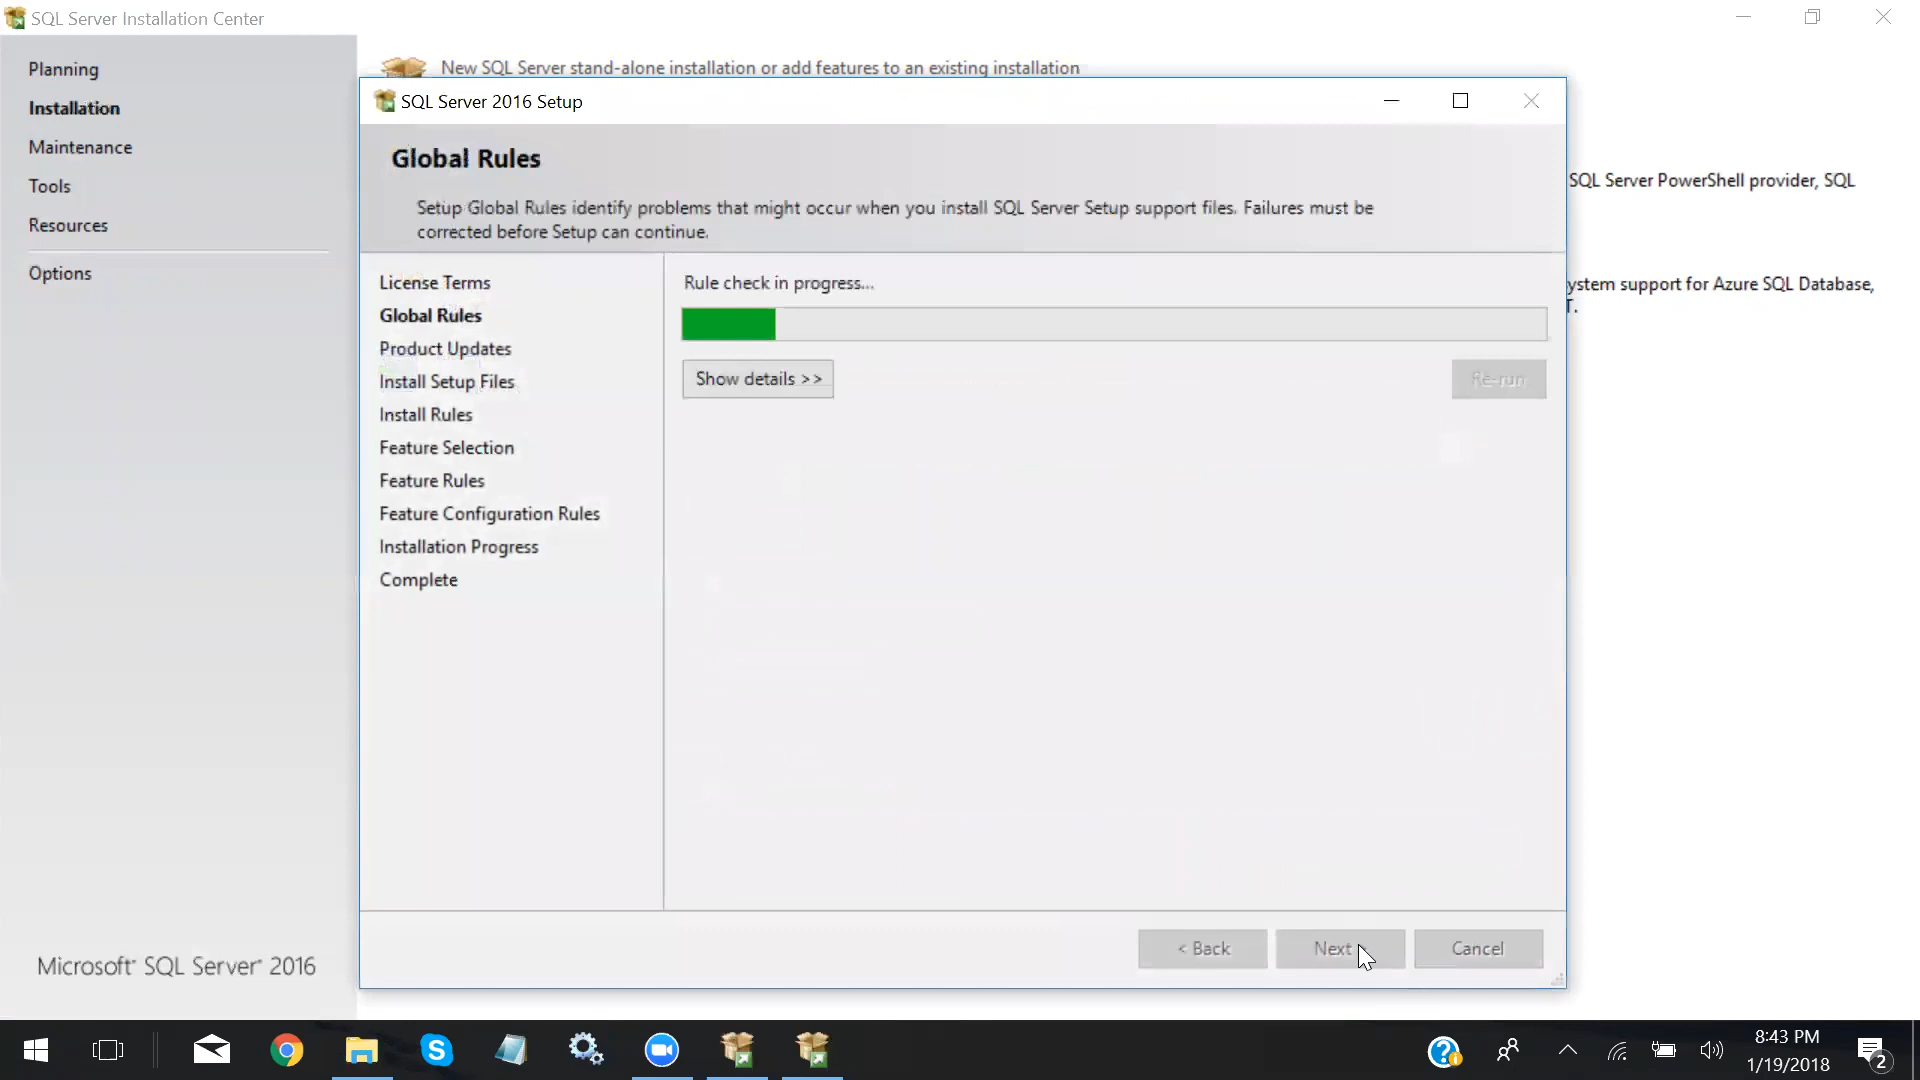 SQL Server Installation Center
Planning
Installation
Maintenance
Tools
Resources
Options
New SQL Server stand-alone installation or add features to an existing installation
SQL Server PowerShell provider, SQL
ystem support for Azure SQL Database,
T.
SQL Server 2016 Setup
Global Rules
Setup Global Rules identify problems that might occur when you install SQL Server Setup support files. Failures must be
corrected before Setup can continue.
License Terms
Global Rules
Product Updates
Install Setup Files
Install Rules
Feature Selection
Feature Rules
Feature Configuration Rules
Installation Progress
Complete
Rule check in progress...
Show details >>
Re-run
< Back
Next
Cancel
Microsoft® SQL Server® 2016
8:43 PM
1/19/2018
2